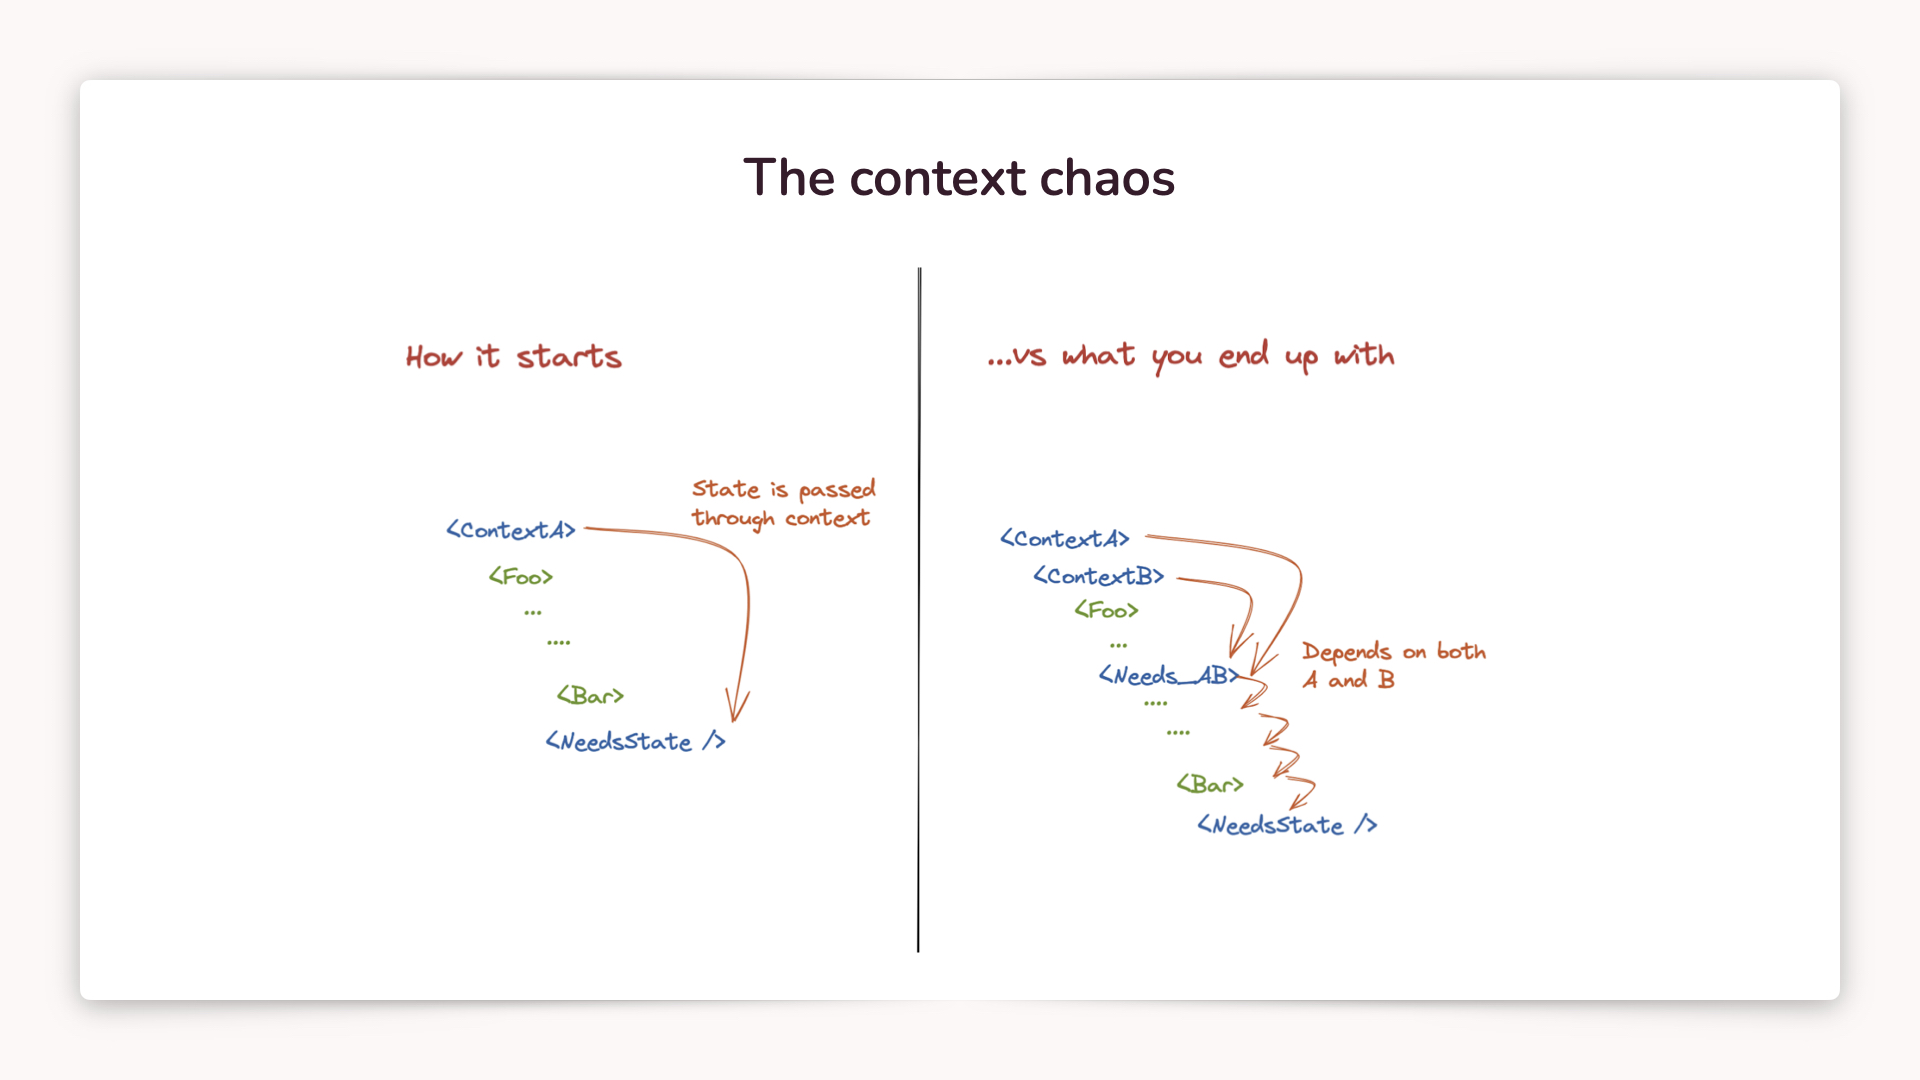 The context chaos
How it starts
State is passed
through context
<ContextA>
<Foo>
...
....
<Bar>
<NeedsState />
...vs what you end up with
<ContextA>
<ContextB>
<Foo>
...
<Needs_AB>
Depends on both
A and B
....
....
<Bar>
<NeedsState />